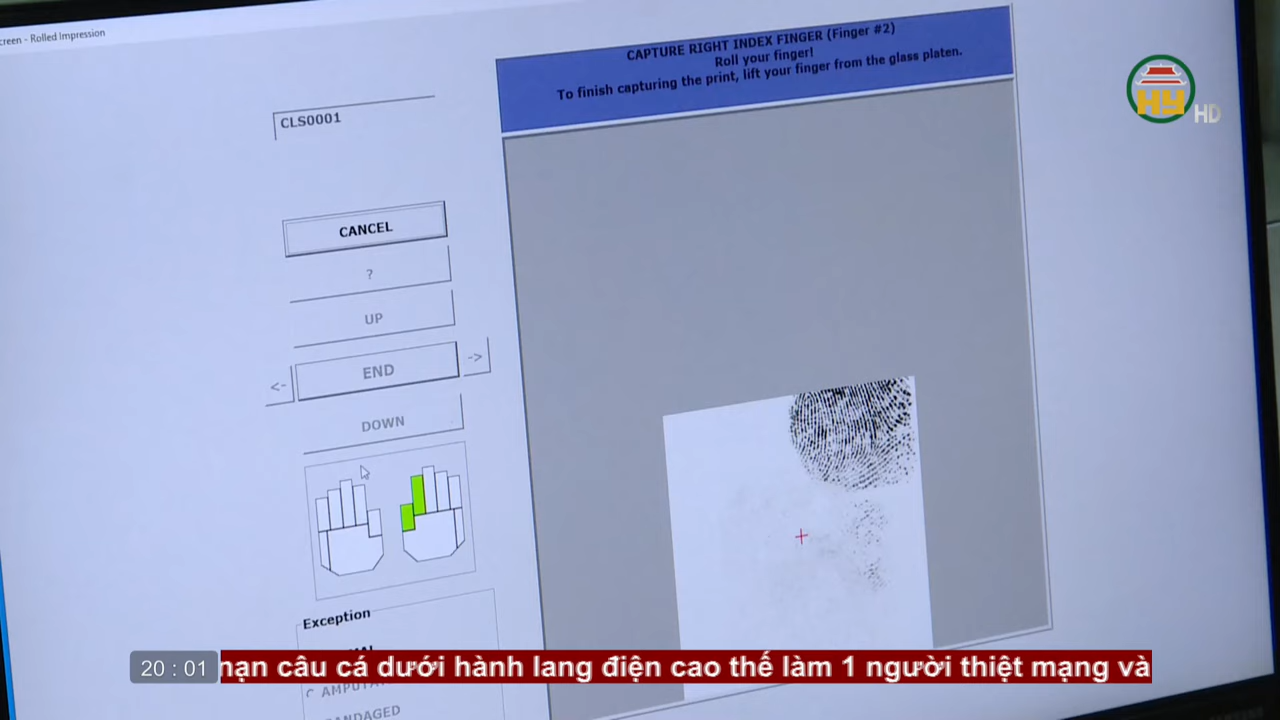 creen - Rolled Impression
CAPTURE RIGHT INDEX FINGER (Finger #2)
Roll your finger!
To finish capturing the print, lift your finger from the glass platen.
HY HD
CLS0001
CANCEL
?
UP
<- END ->
DOWN
Exception
20 : 01 nạn câu cá dưới hành lang điện cao thế làm 1 người thiệt mạng và